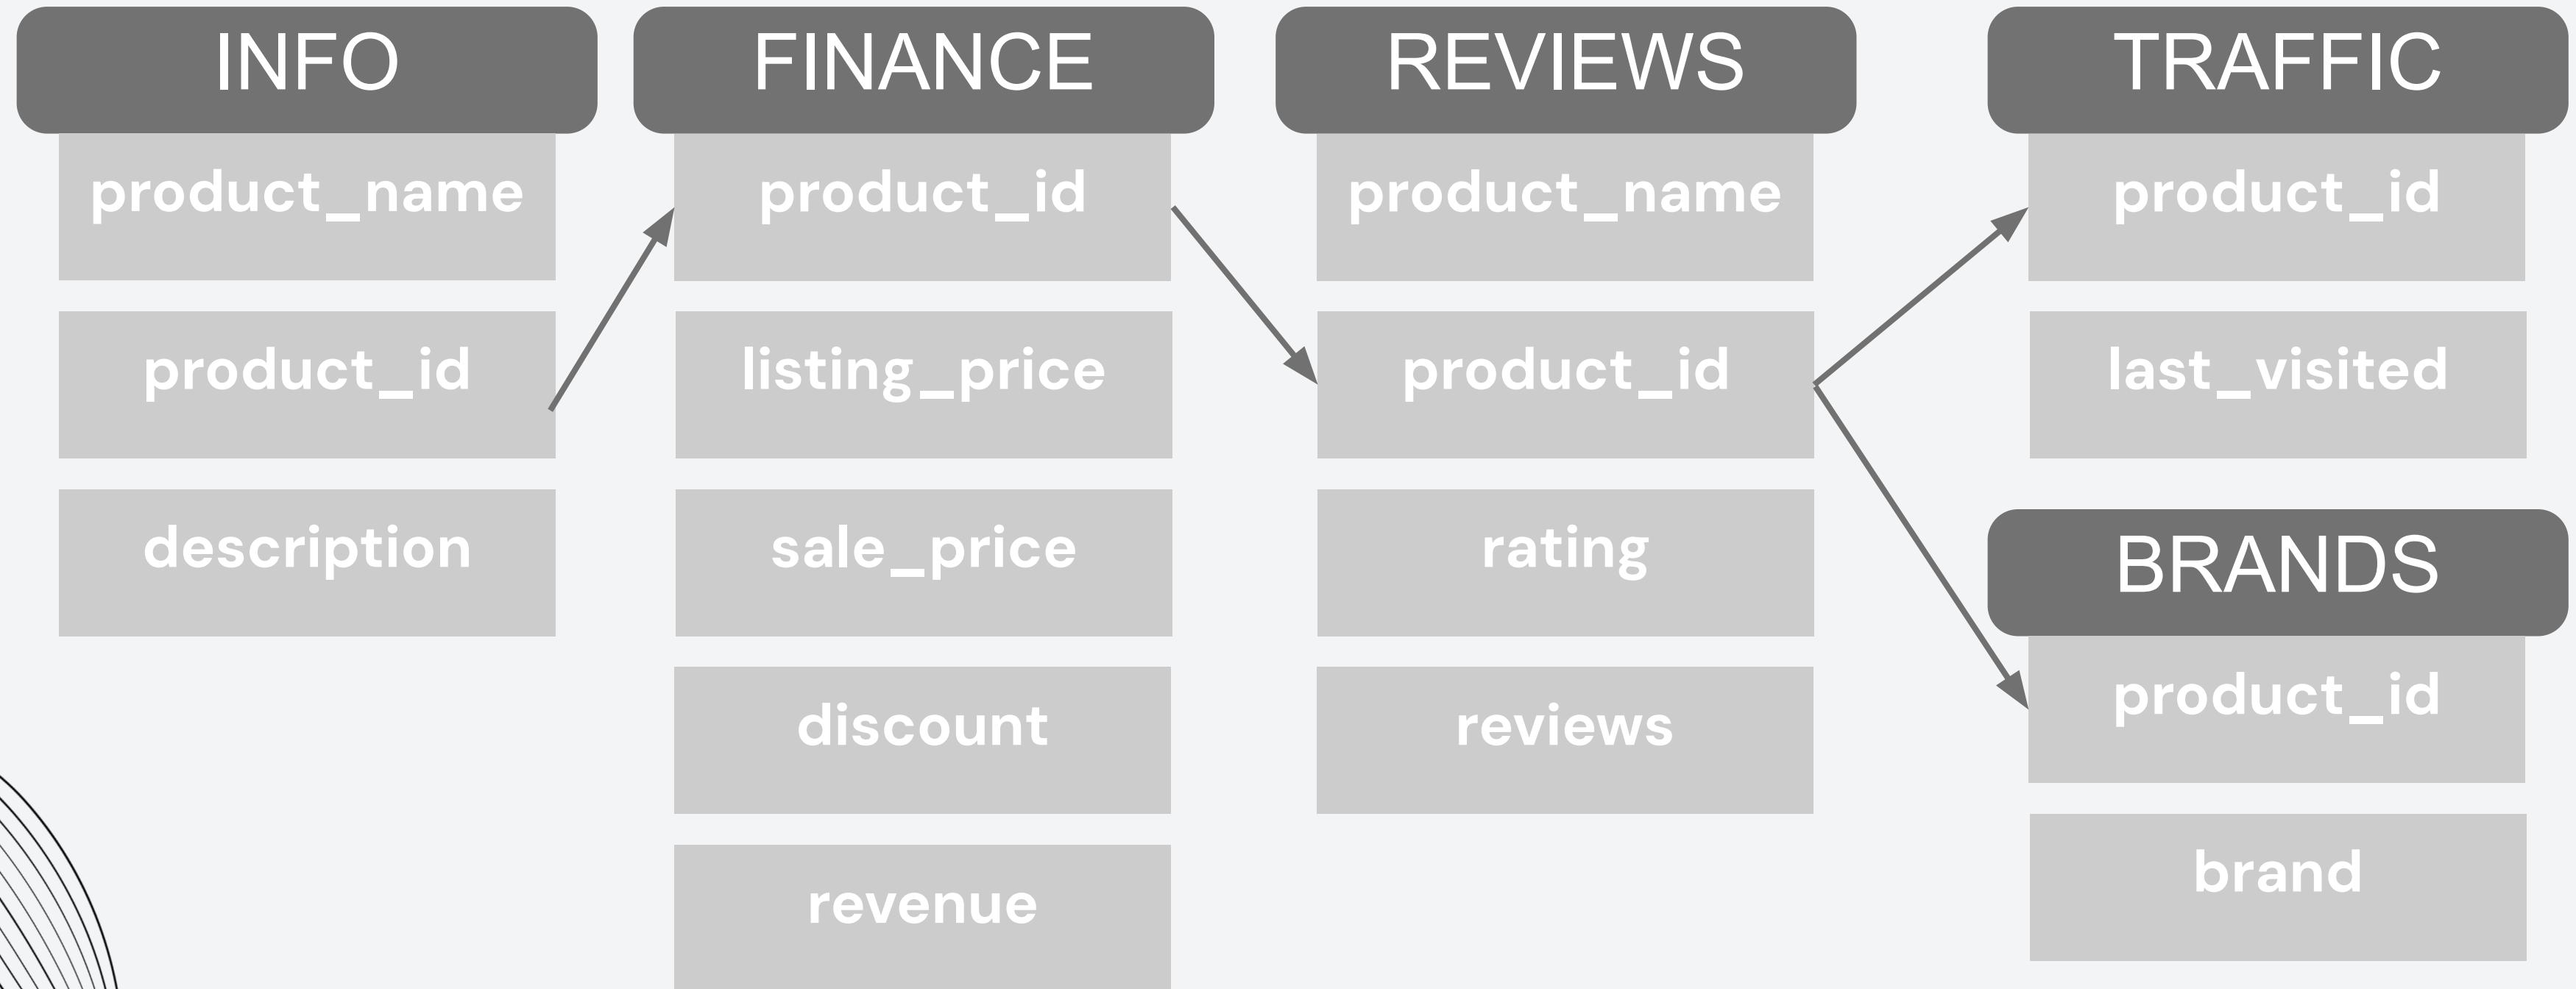 INFO
product_name
product_id
description
FINANCE
product_id
listing_price
sale_price
discount
revenue
REVIEWS
product_name
product_id
rating
reviews
TRAFFIC
product_id
last_visited
BRANDS
product_id
brand